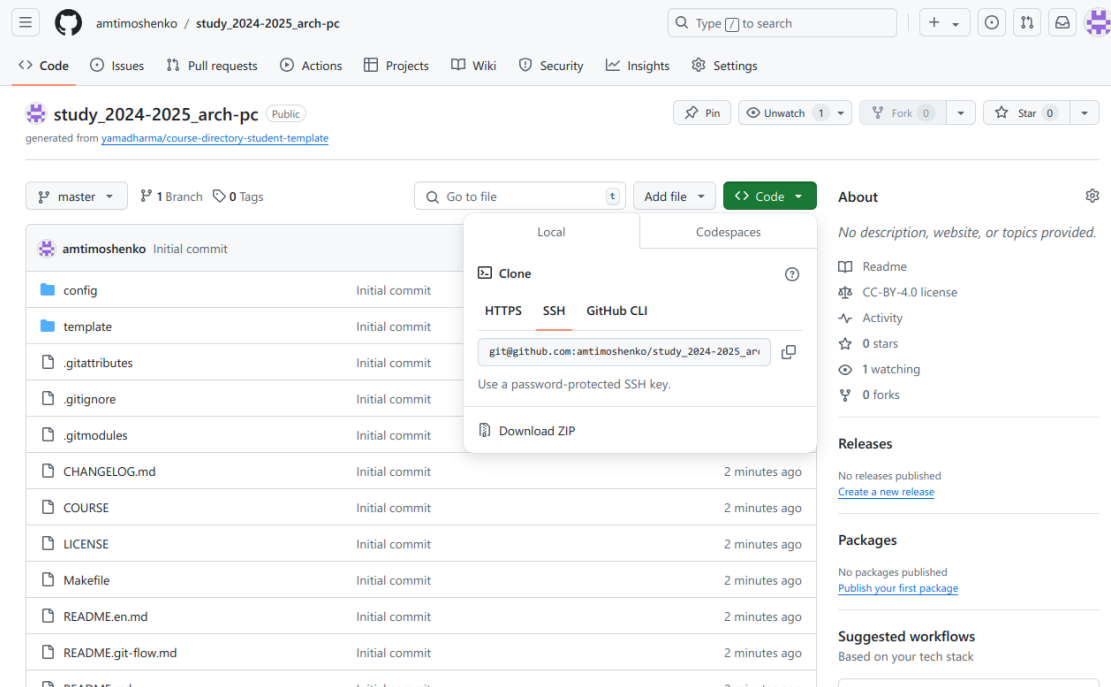 amtimoshenko / study_2024-2025_arch-pc
Type / to search
Code Issues Pull requests Actions Projects Wiki Security Insights Settings
study_2024-2025_arch-pc Public
Pin Unwatch 1 Fork 0 Star 0
generated from yamadharma/course-directory-student-template
master 1 Branch 0 Tags
Go to file t
Add file
Code
amtimoshenko Initial commit
config Initial commit
template Initial commit
.gitattributes Initial commit
.gitignore Initial commit
.gitmodules Initial commit
CHANGELOG.md Initial commit 2 minutes ago
COURSE Initial commit 2 minutes ago
LICENSE Initial commit 2 minutes ago
Makefile Initial commit 2 minutes ago
README.en.md Initial commit 2 minutes ago
README.git-flow.md Initial commit 2 minutes ago
Local Codespaces
Clone
HTTPS SSH GitHub CLI
git@github.com:amtimoshenko/study_2024-2025_ar
Use a password-protected SSH key.
Download ZIP
About
No description, website, or topics provided.
Readme
CC-BY-4.0 license
Activity
0 stars
1 watching
0 forks
Releases
No releases published
Create a new release
Packages
No packages published
Publish your first package
Suggested workflows
Based on your tech stack